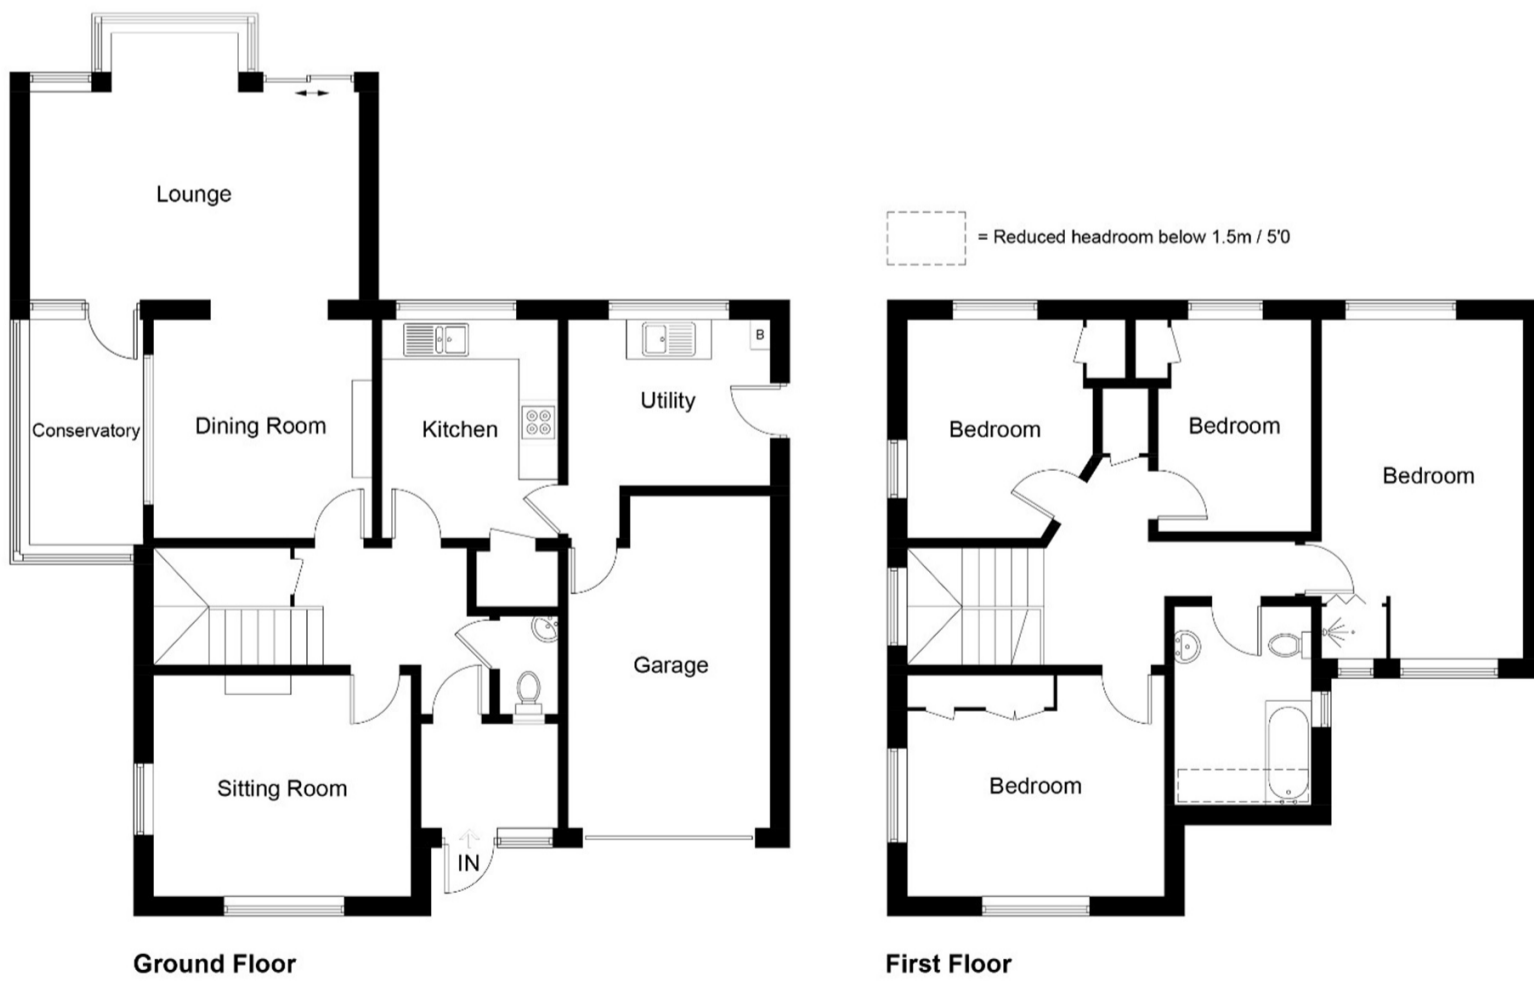 Lounge
= Reduced headroom below 1.5m / 5'0
Conservatory
Dining Room
Kitchen
Utility
B
Garage
Sitting Room
IN
Ground Floor
Bedroom
Bedroom
Bedroom
Bedroom
First Floor